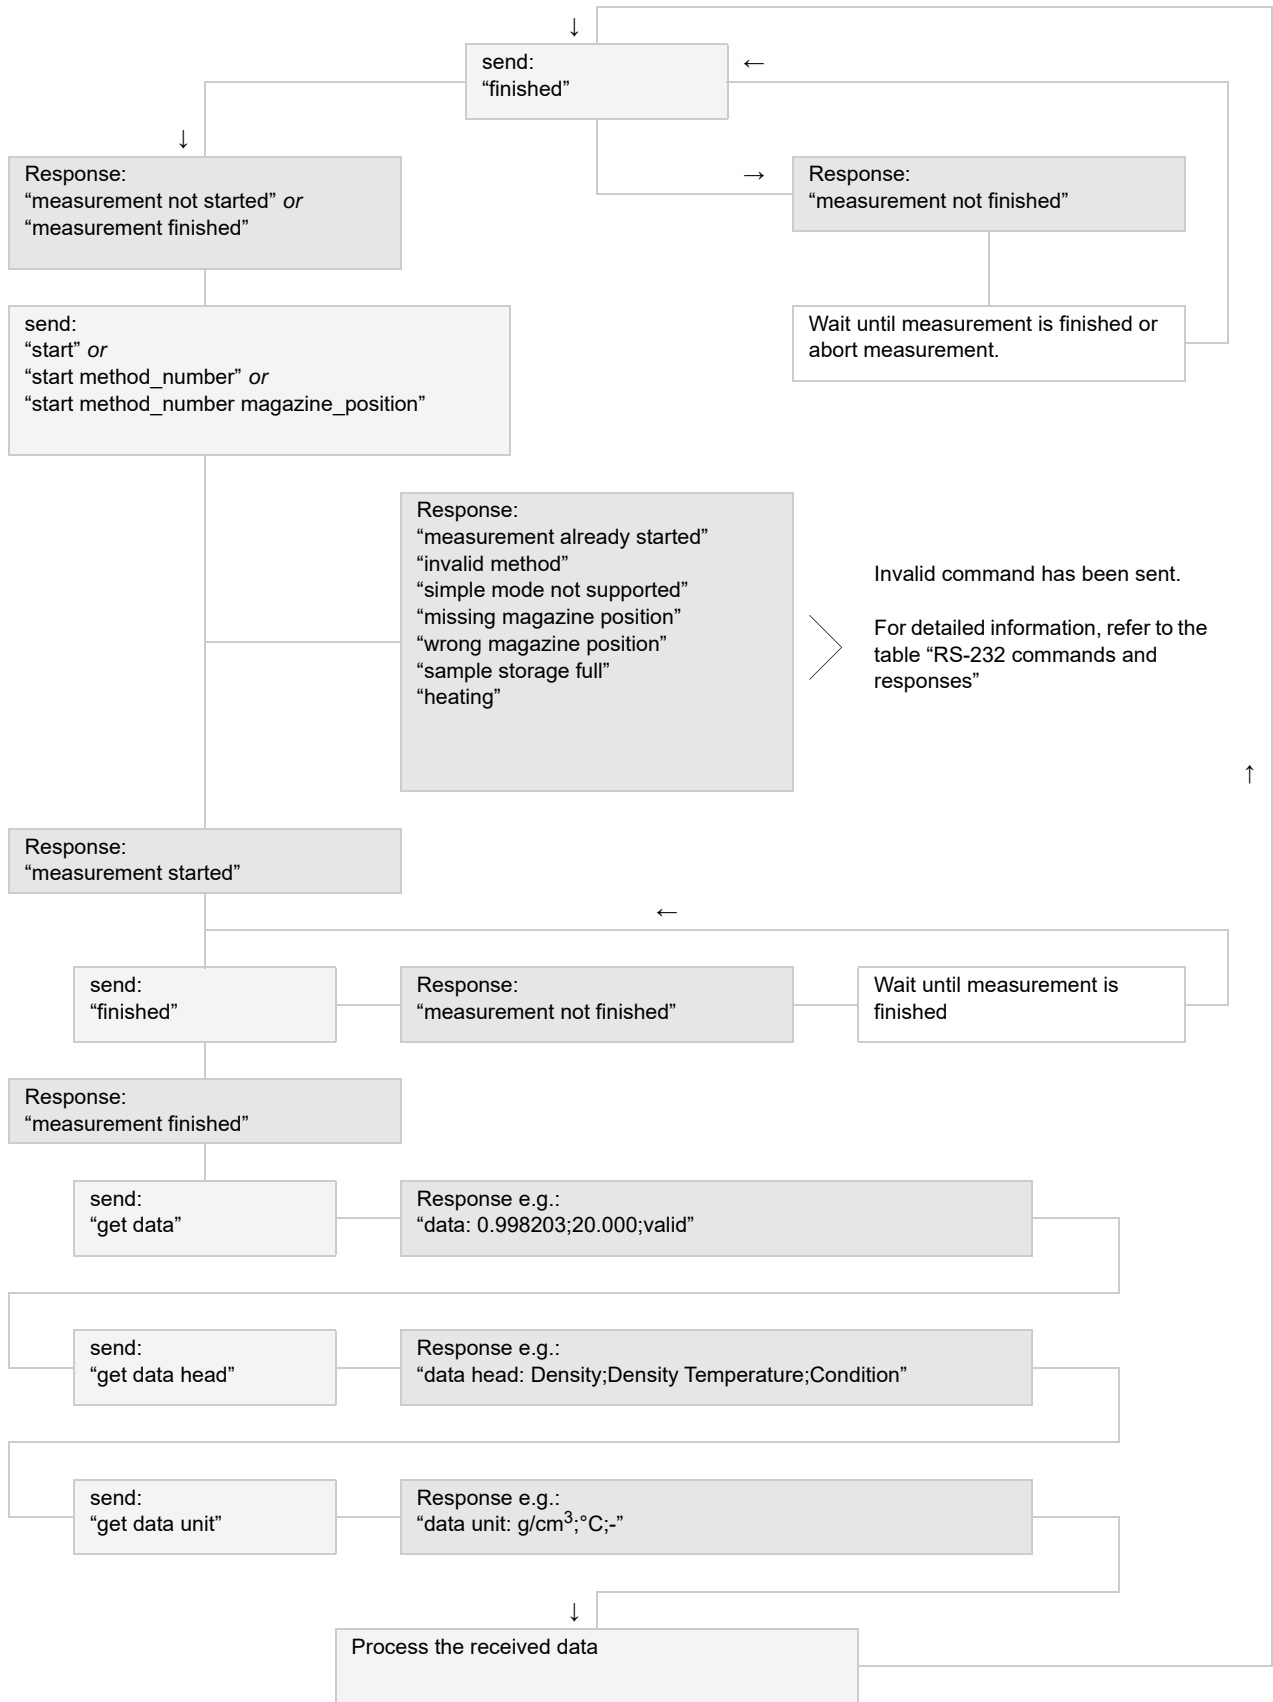 ↓
send:
“finished”
←
↓
Response:
“measurement not started” or
“measurement finished”
→
Response:
“measurement not finished”
send:
“start” or
“start method_number” or
“start method_number magazine_position”
Wait until measurement is finished or
abort measurement.
Response:
“measurement already started”
“invalid method”
“simple mode not supported”
“missing magazine position”
“wrong magazine position”
“sample storage full”
“heating”
Invalid command has been sent.
For detailed information, refer to the
table “RS-232 commands and
responses”
↑
Response:
“measurement started”
←
send:
“finished”
Response:
“measurement not finished”
Wait until measurement is
finished
Response:
“measurement finished”
send:
“get data”
Response e.g.:
“data: 0.998203;20.000;valid”
send:
“get data head”
Response e.g.:
“data head: Density;Density Temperature;Condition”
send:
“get data unit”
Response e.g.:
“data unit: g/cm³;°C;-”
↓
Process the received data